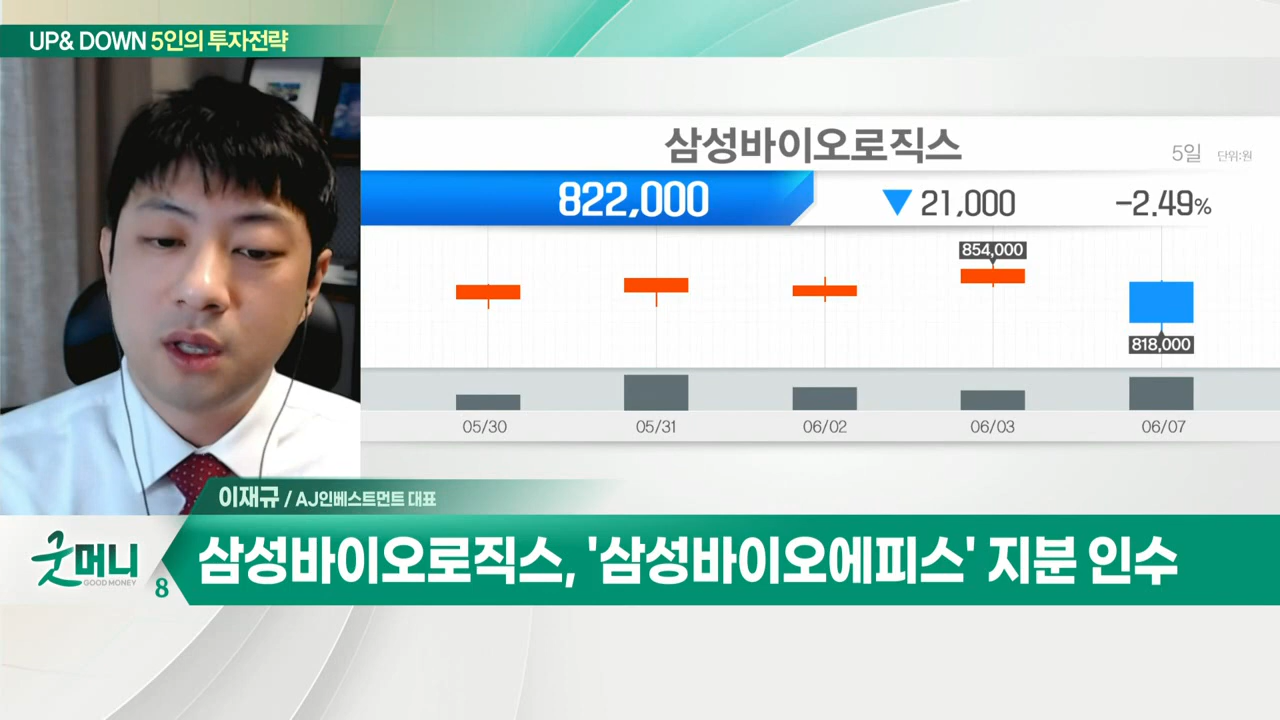 UP& DOWN 5인의 투자전략
삼성바이오로직스
5일 단위:원
822,000 ▼ 21,000 -2.49%
854,000
818,000
05/30 05/31 06/02 06/03 06/07
이재규 / AJ인베스트먼트 대표
굿머니
GOOD MONEY
8
삼성바이오로직스, '삼성바이오에피스' 지분 인수